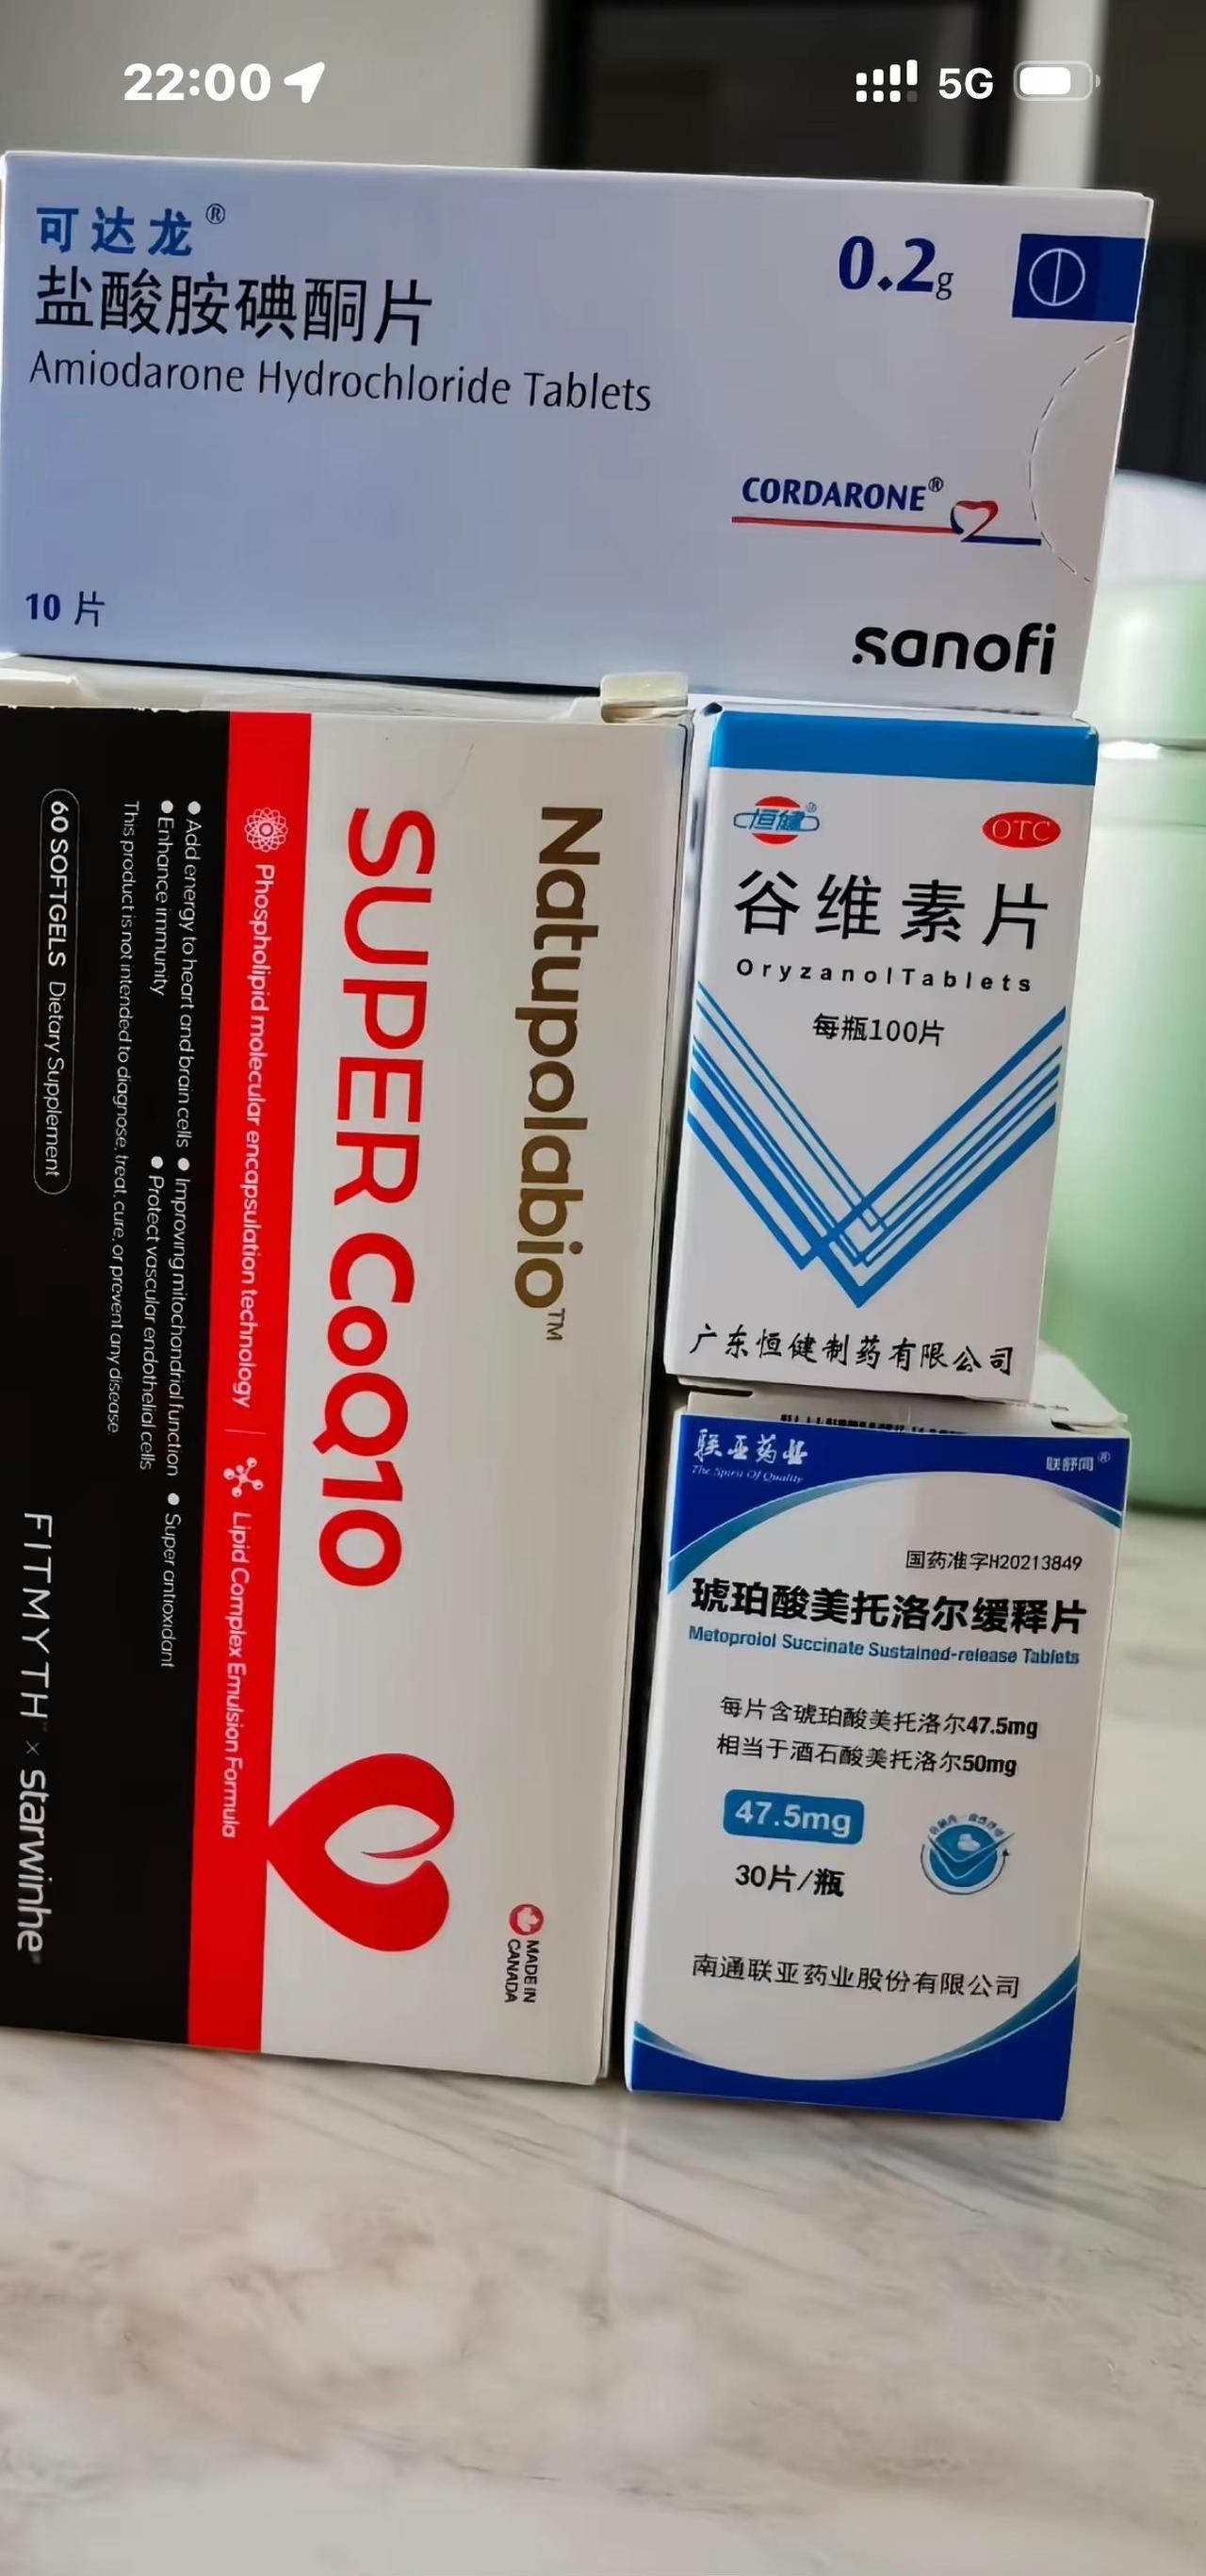 22:00
5G
可达龙®
盐酸胺碘酮片
Amiodarone Hydrochloride Tablets
0.2g
CORDARONE®
10 片
sanofi
Natupolabio™
SUPER CoQ10
MADE IN
CANADA
Phospholipid molecular encapsulation technology | Lipid Complex Emulsion Formula
● Add energy to heart and brain cells ● Improving mitochondrial function ● Super antioxidant
● Enhance immunity ● Protect vascular endothelial cells
This product is not intended to diagnose, treat, cure, or prevent any disease.
60 SOFTGELS Dietary Supplement
FITMYTH × starwinhe
恒健®
OTC
谷维素片
Oryzanol Tablets
每瓶100片
广东恒健制药有限公司
联亚药业
The Spirit Of Quality
联舒同®
国药准字H20213849
琥珀酸美托洛尔缓释片
Metoprolol Succinate Sustained-release Tablets
每片含琥珀酸美托洛尔47.5mg
相当于酒石酸美托洛尔50mg
47.5mg
30片/瓶
南通联亚药业股份有限公司